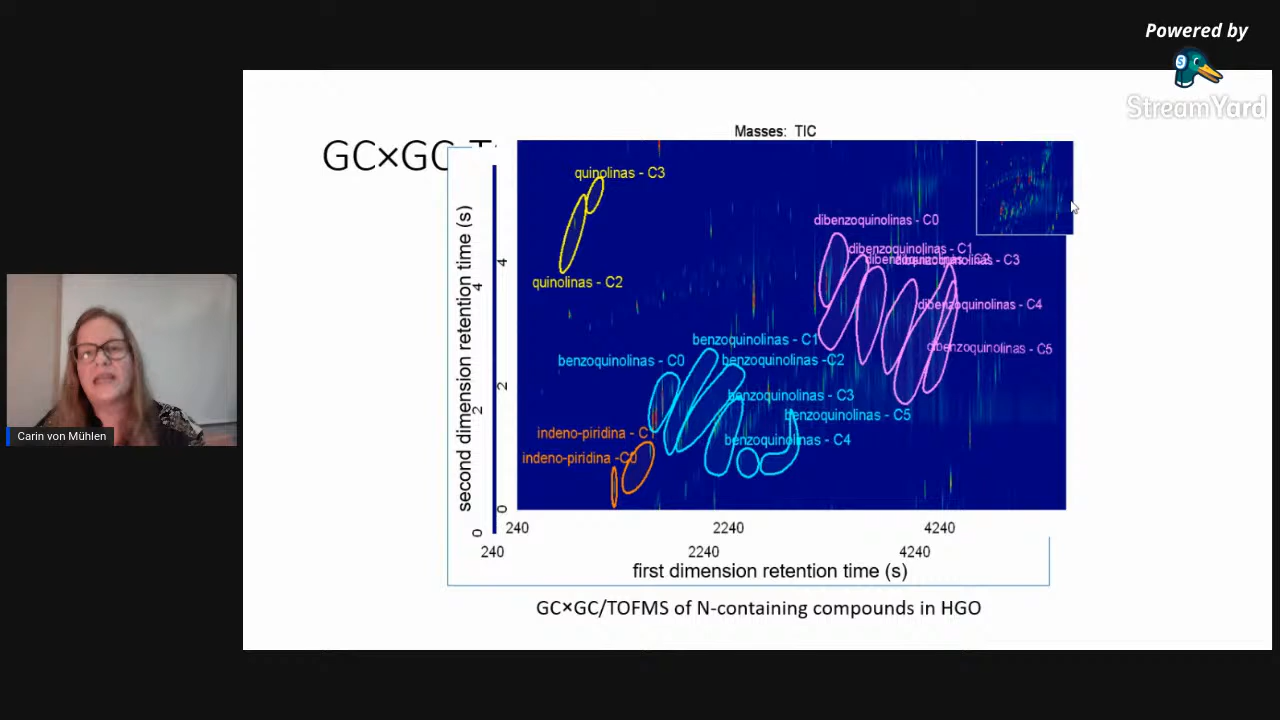 Powered by
StreamYard
GC×GC
Masses: TIC
quinolinas - C3
quinolinas - C2
dibenzoquinolinas - C0
dibenzoquinolinas - C1
dibenzoquinolinas - C3
dibenzoquinolinas - C4
dibenzoquinolinas - C5
benzoquinolinas - C1
benzoquinolinas - C0
benzoquinolinas -C2
benzoquinolinas - C3
benzoquinolinas - C5
benzoquinolinas - C4
indeno-piridina - C1
indeno-piridina -C0
second dimension retention time (s)
4
4
2
2
0
0
240 2240 4240
240 2240 4240
first dimension retention time (s)
GC×GC/TOFMS of N-containing compounds in HGO
Carin von Mühlen